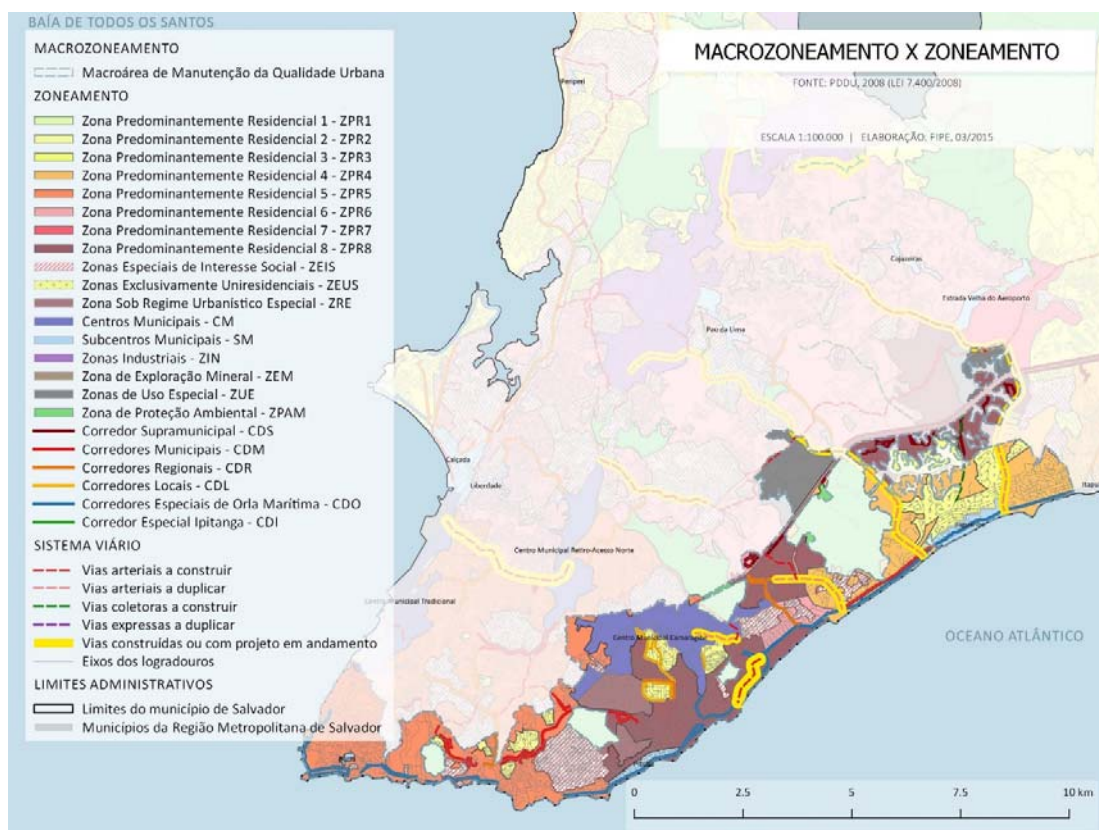 BAÍA DE TODOS OS SANTOS
MACROZONEAMENTO
Macroárea de Manutenção da Qualidade Urbana
ZONEAMENTO
Zona Predominantemente Residencial 1 - ZPR1
Zona Predominantemente Residencial 2 - ZPR2
Zona Predominantemente Residencial 3 - ZPR3
Zona Predominantemente Residencial 4 - ZPR4
Zona Predominantemente Residencial 5 - ZPR5
Zona Predominantemente Residencial 6 - ZPR6
Zona Predominantemente Residencial 7 - ZPR7
Zona Predominantemente Residencial 8 - ZPR8
Zonas Especiais de Interesse Social - ZEIS
Zonas Exclusivamente Uniresidenciais - ZEUS
Zona Sob Regime Urbanístico Especial - ZRE
Centros Municipais - CM
Subcentros Municipais - SM
Zonas Industriais - ZIN
Zona de Exploração Mineral - ZEM
Zonas de Uso Especial - ZUE
Zona de Proteção Ambiental - ZPAM
Corredor Supramunicipal - CDS
Corredores Municipais - CDM
Corredores Regionais - CDR
Corredores Locais - CDL
Corredores Especiais de Orla Marítima - CDO
Corredor Especial Ipitanga - CDI
SISTEMA VIÁRIO
Vias arteriais a construir
Vias arteriais a duplicar
Vias coletoras a construir
Vias expressas a duplicar
Vias construídas ou com projeto em andamento
Eixos dos logradouros
LIMITES ADMINISTRATIVOS
Limites do município de Salvador
Municípios da Região Metropolitana de Salvador
MACROZONEAMENTO X ZONEAMENTO
FONTE: PDDU, 2008 (LEI 7.400/2008)
ESCALA 1:100.000 | ELABORAÇÃO: FIPE, 03/2015
Periperi
Cajazeiras
Estrada Velha do Aeroporto
Pau da Lima
Calçada
Liberdade
Centro Municipal Retiro-Acesso Norte
Centro Municipal Tradicional
Centro Municipal Camaragibe
OCEANO ATLÂNTICO
0 2.5 5 7.5 10 km